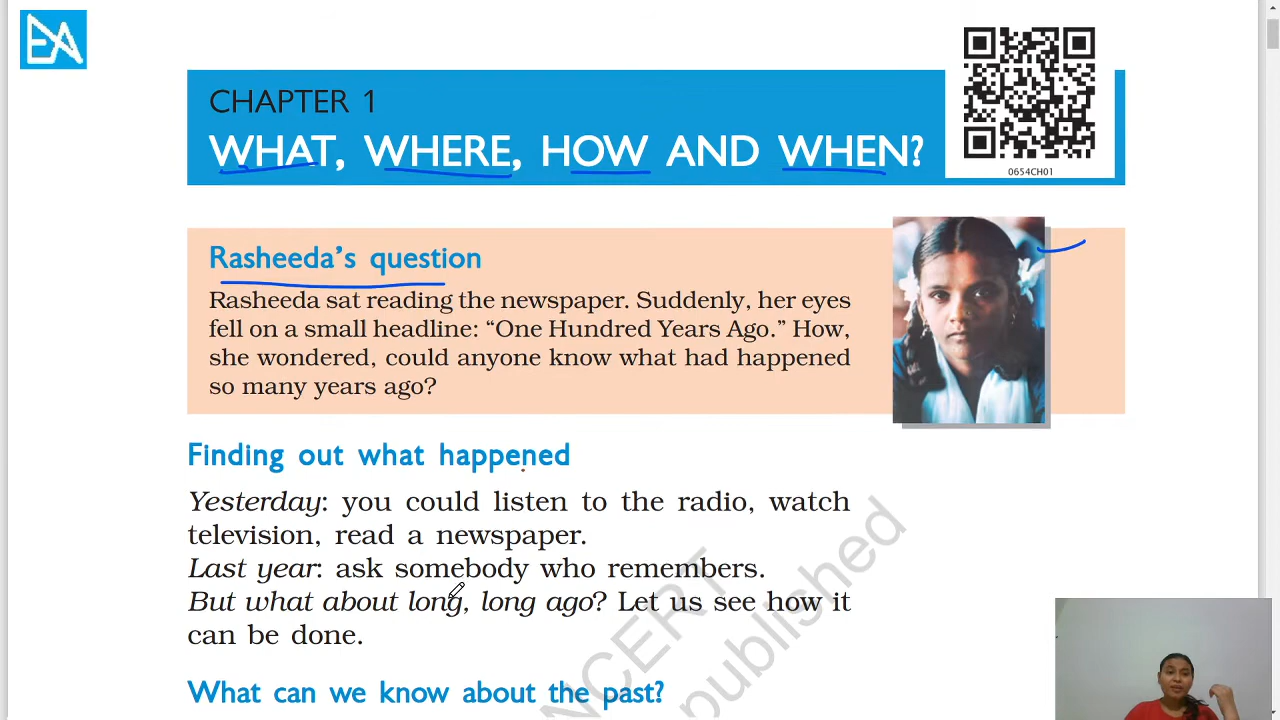 EA
CHAPTER 1
WHAT, WHERE, HOW AND WHEN?
0654CH01
Rasheeda's question
Rasheeda sat reading the newspaper. Suddenly, her eyes
fell on a small headline: “One Hundred Years Ago.” How,
she wondered, could anyone know what had happened
so many years ago?
Finding out what happened
Yesterday: you could listen to the radio, watch
television, read a newspaper.
Last year: ask somebody who remembers.
But what about long, long ago? Let us see how it
can be done.
What can we know about the past?
NCERT
published